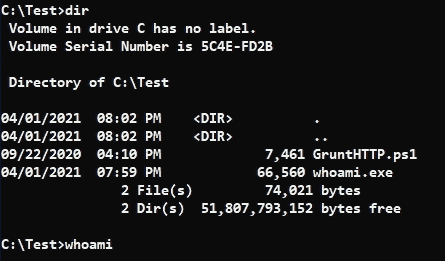 C:\Test>dir
 Volume in drive C has no label.
 Volume Serial Number is 5C4E-FD2B

 Directory of C:\Test

04/01/2021  08:02 PM    <DIR>          .
04/01/2021  08:02 PM    <DIR>          ..
09/22/2020  04:10 PM             7,461 GruntHTTP.ps1
04/01/2021  07:59 PM            66,560 whoami.exe
               2 File(s)         74,021 bytes
               2 Dir(s)  51,807,793,152 bytes free

C:\Test>whoami